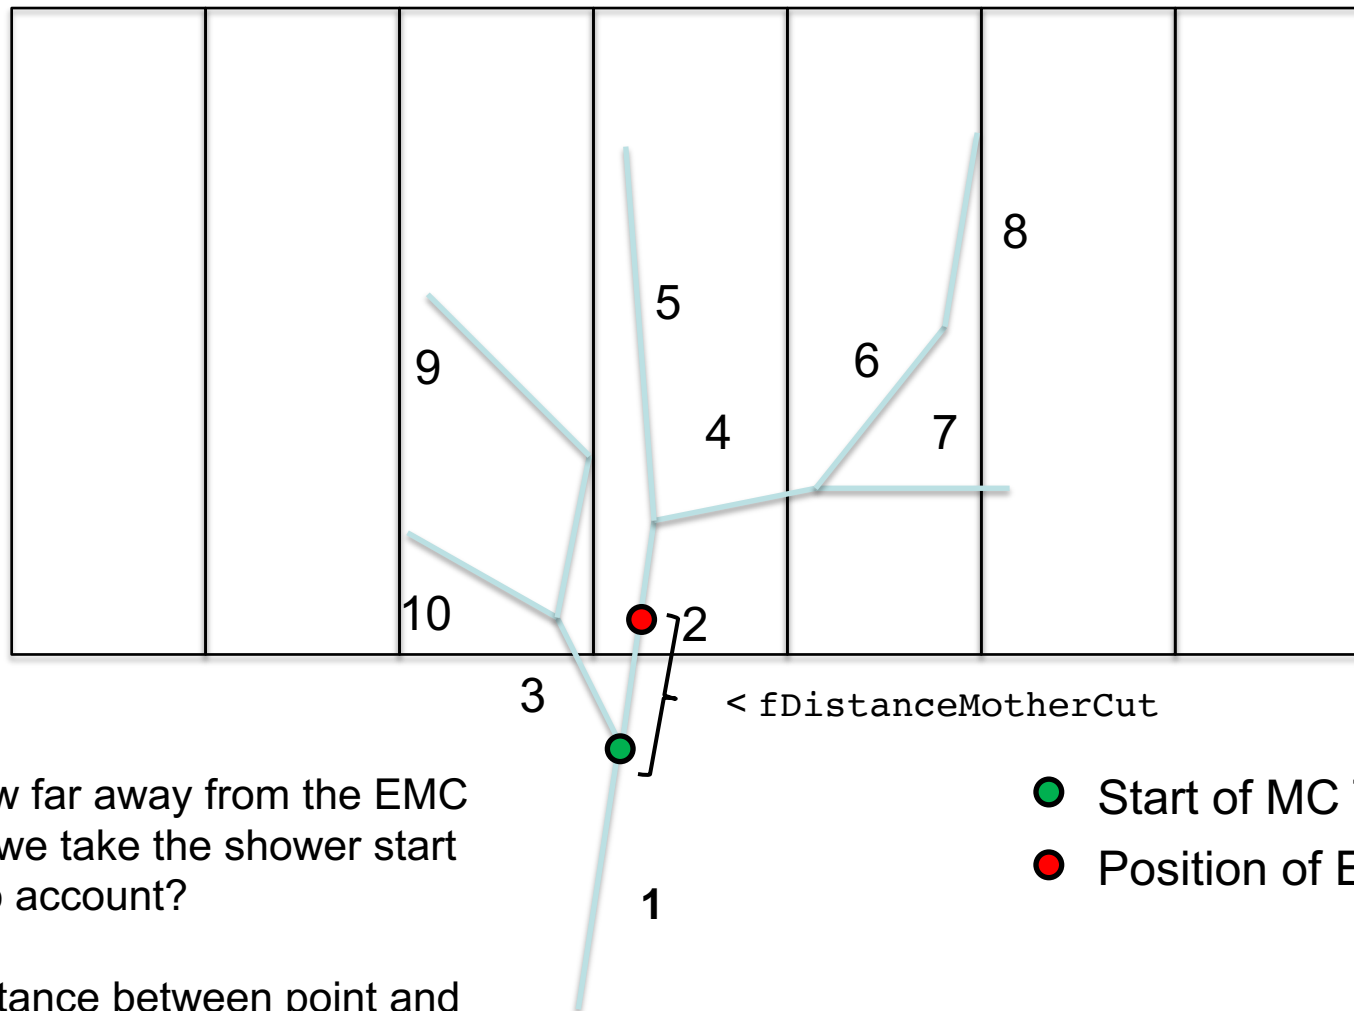 8
5
9
6
4
7
10
2
3
< fDistanceMotherCut
far away from the EMC
we take the shower start
account?
1
between point and
Start of MC
Position of